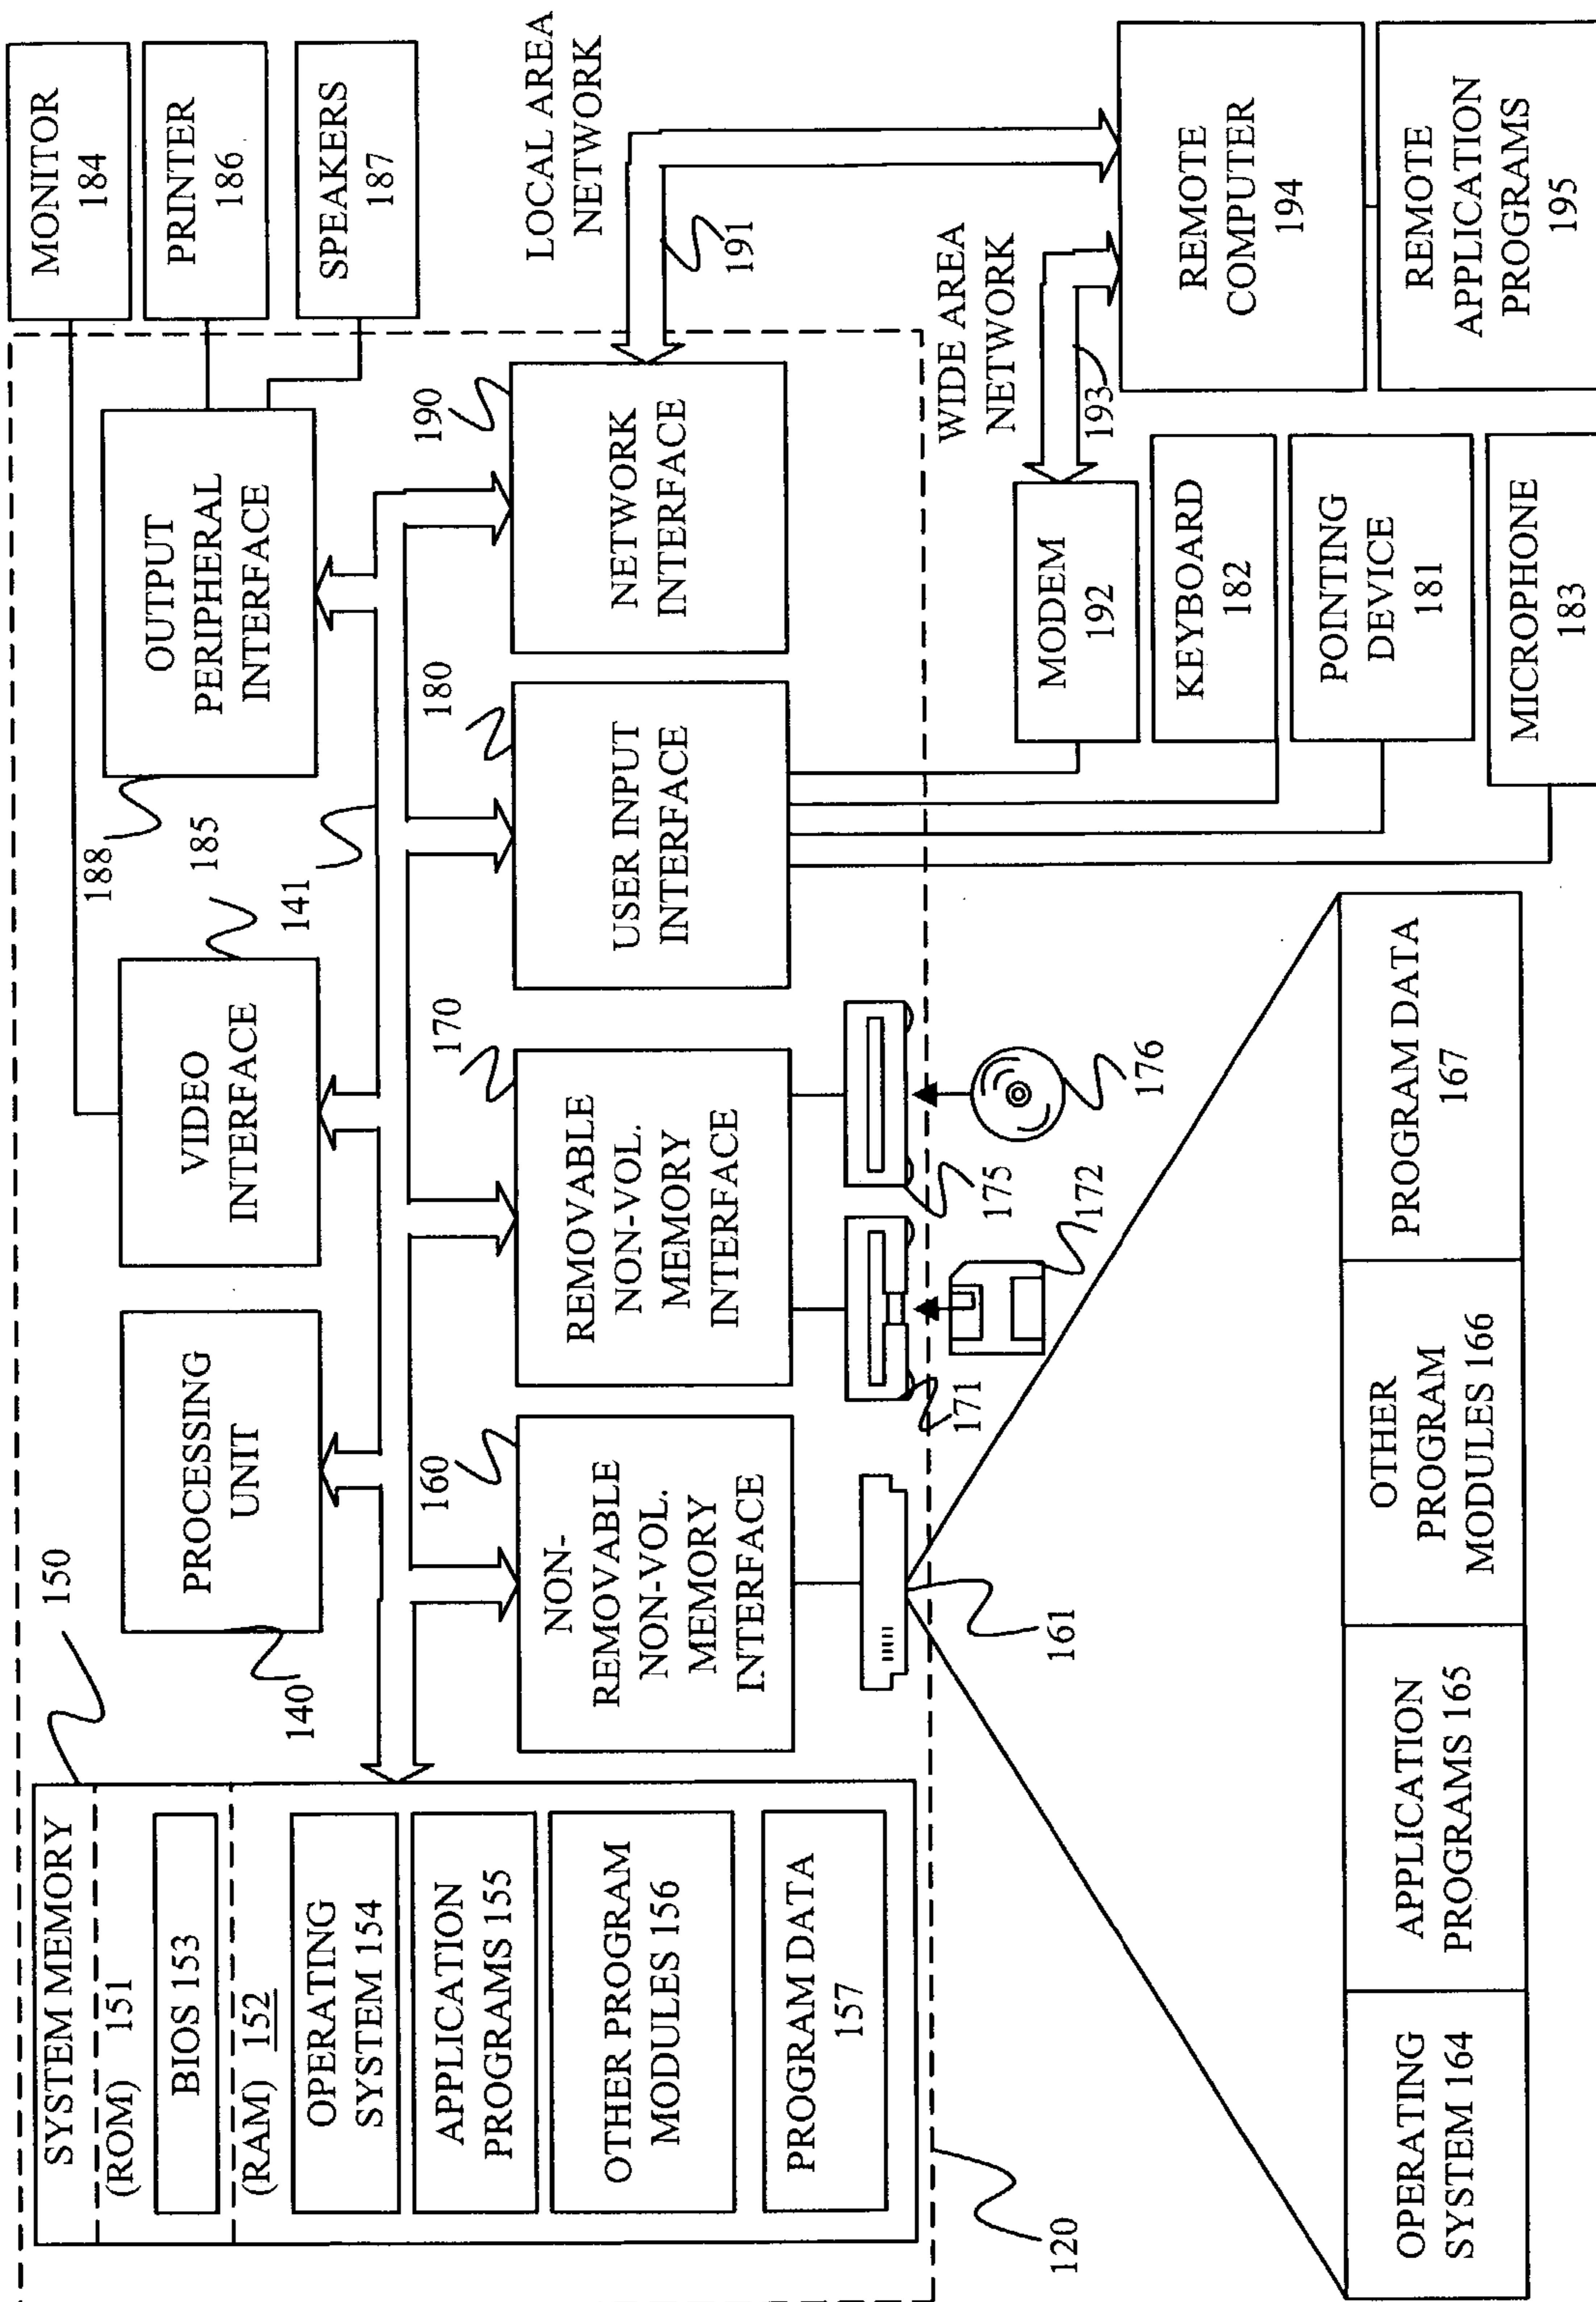 SYSTEM MEMORY
(ROM) 151
BIOS 153
(RAM) 152
OPERATING
SYSTEM 154
APPLICATION
PROGRAMS 155
OTHER PROGRAM
MODULES 156
PROGRAM DATA
157
150
120
PROCESSING
UNIT
140
VIDEO
INTERFACE
185
141
OUTPUT
PERIPHERAL
INTERFACE
188
MONITOR
184
PRINTER
186
SPEAKERS
187
NON-
REMOVABLE
NON-VOL.
MEMORY
INTERFACE
160
161
REMOVABLE
NON-VOL.
MEMORY
INTERFACE
170
171
172
175
176
USER INPUT
INTERFACE
180
NETWORK
INTERFACE
190
LOCAL AREA
NETWORK
191
WIDE AREA
NETWORK
193
MODEM
192
KEYBOARD
182
POINTING
DEVICE
181
MICROPHONE
183
REMOTE
COMPUTER
194
REMOTE
APPLICATION
PROGRAMS
195
OPERATING
SYSTEM 164
APPLICATION
PROGRAMS 165
OTHER
PROGRAM
MODULES 166
PROGRAM DATA
167